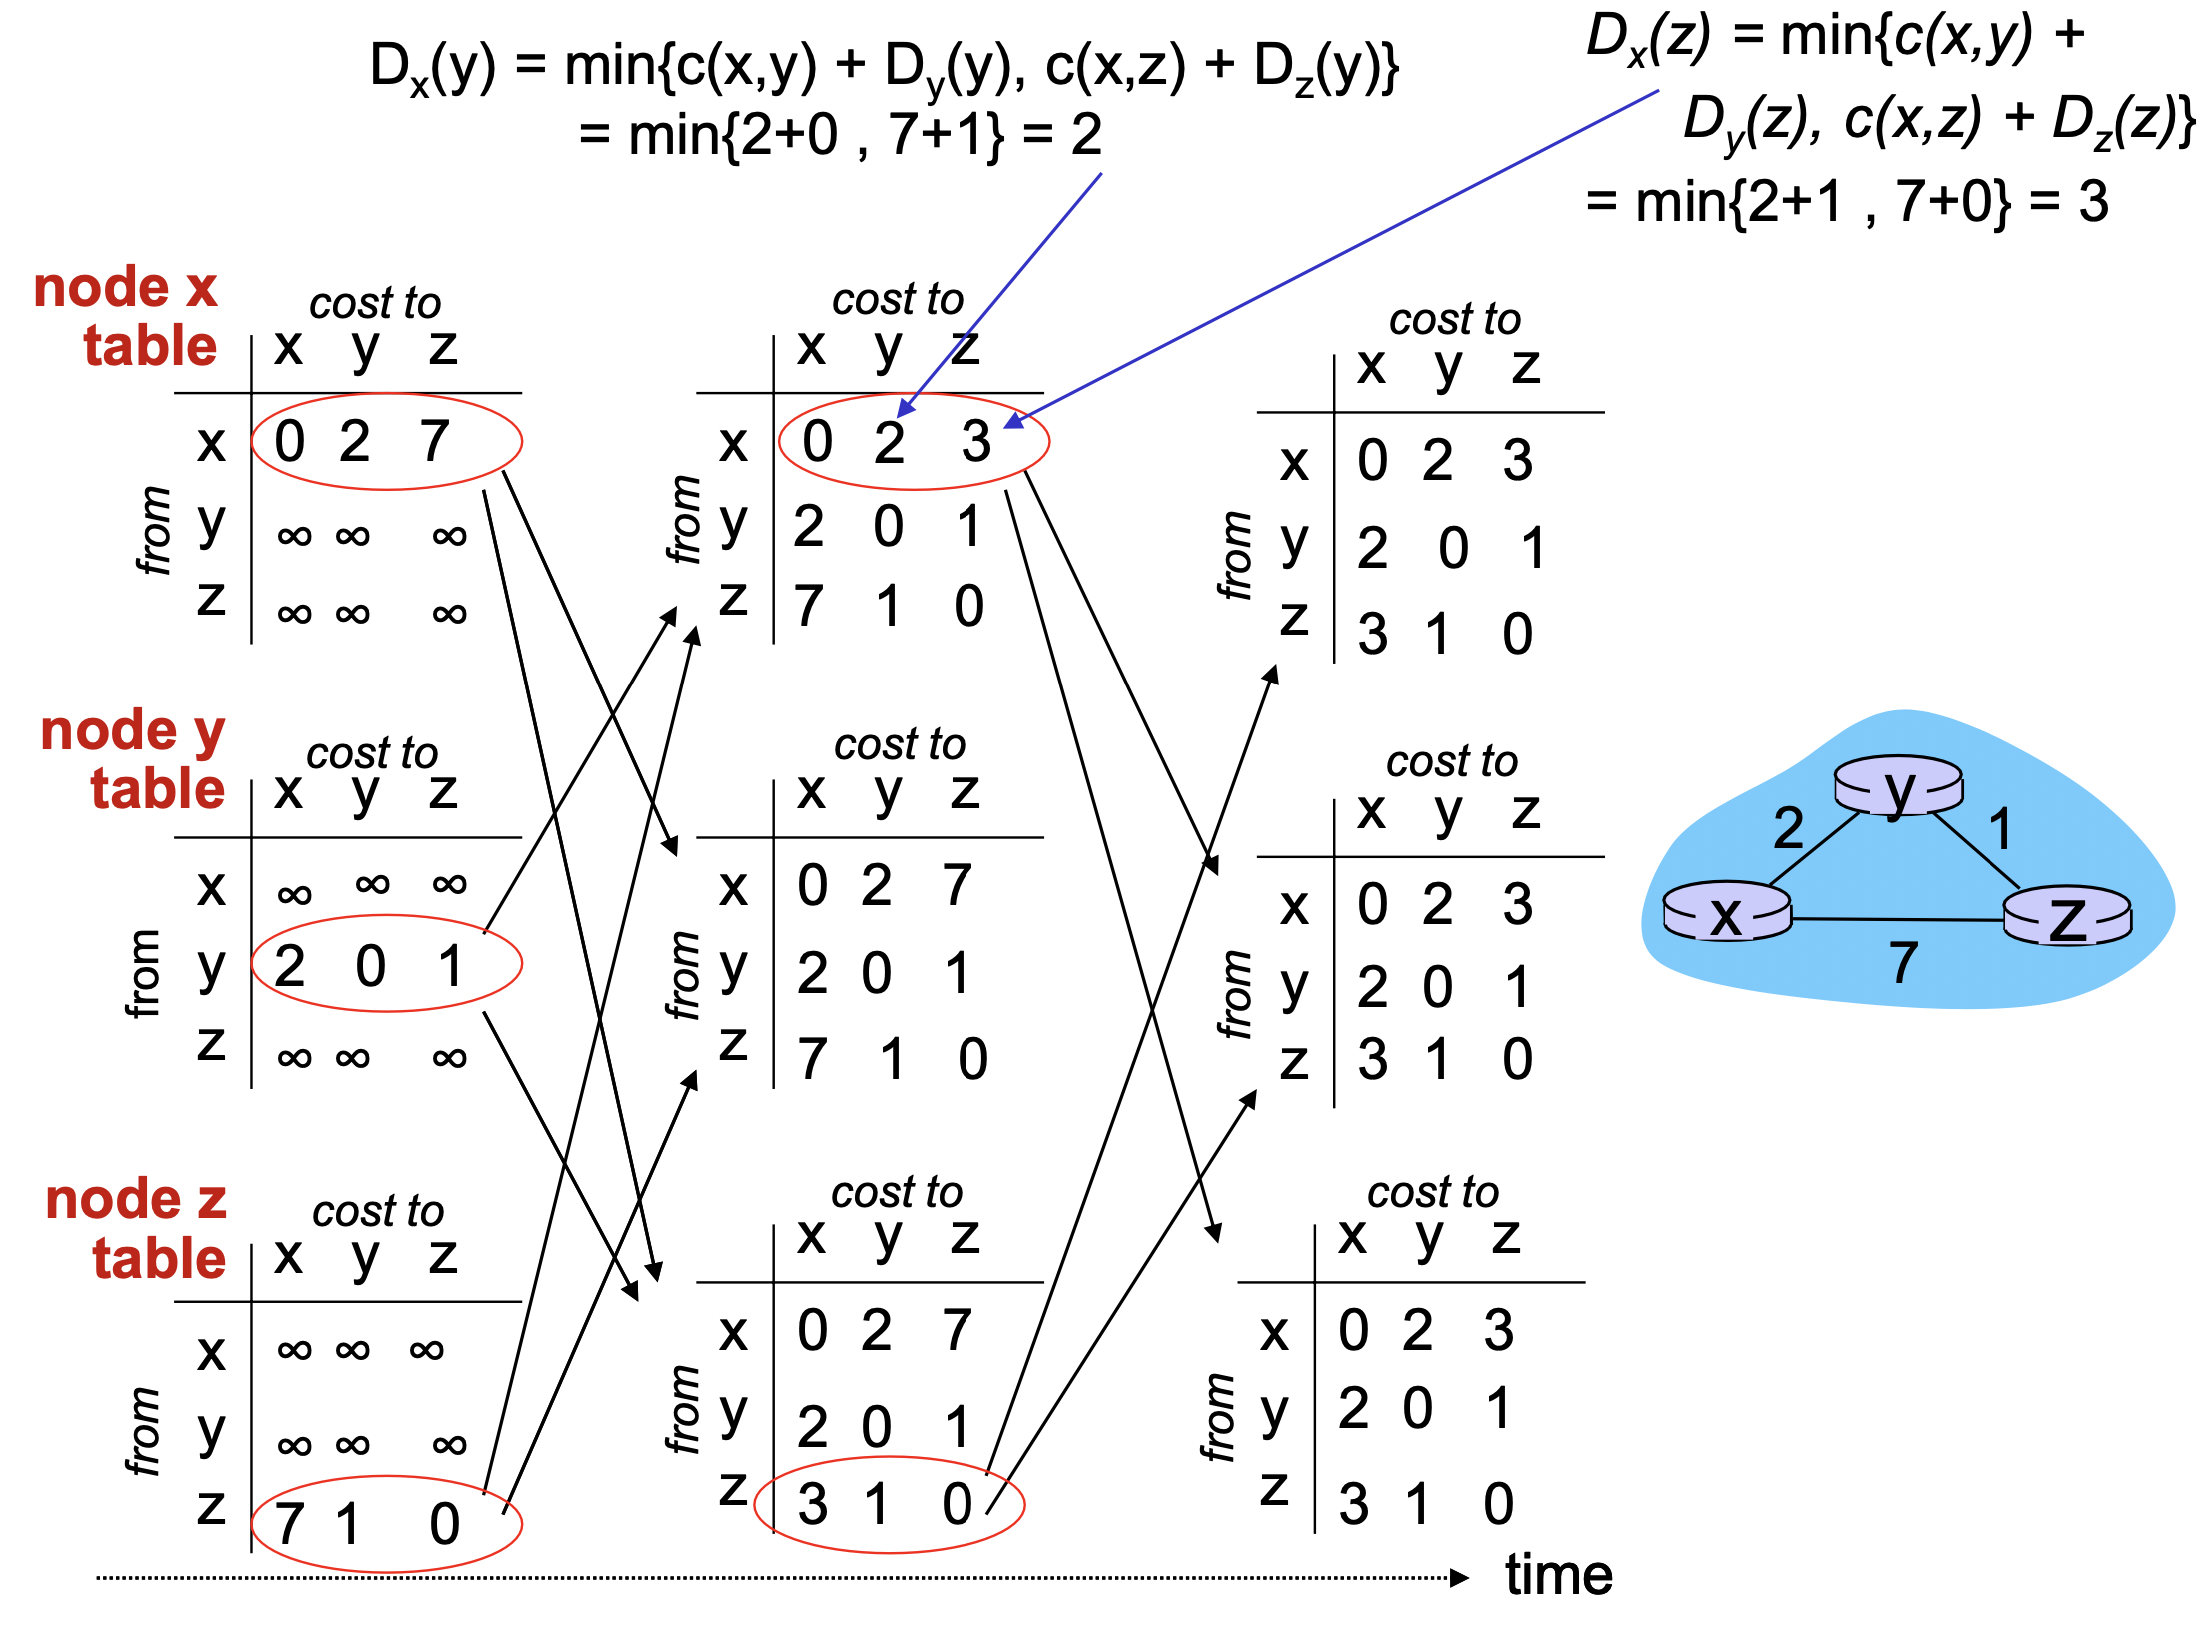 D_x(y) = min{c(x,y) + D_y(y), c(x,z) + D_z(y)}
= min{2+0 , 7+1} = 2
D_x(z) = min{c(x,y) +
D_y(z), c(x,z) + D_z(z)}
= min{2+1 , 7+0} = 3
node x
table
cost to
x y z
from
x 0 2 7
y ∞ ∞ ∞
z ∞ ∞ ∞
cost to
x y z
from
x 0 2 3
y 2 0 1
z 7 1 0
cost to
x y z
from
x 0 2 3
y 2 0 1
z 3 1 0
node y
table
cost to
x y z
from
x ∞ ∞ ∞
y 2 0 1
z ∞ ∞ ∞
cost to
x y z
from
x 0 2 7
y 2 0 1
z 7 1 0
cost to
x y z
from
x 0 2 3
y 2 0 1
z 3 1 0
y
2 1
x z
7
node z
table
cost to
x y z
from
x ∞ ∞ ∞
y ∞ ∞ ∞
z 7 1 0
cost to
x y z
from
x 0 2 7
y 2 0 1
z 3 1 0
cost to
x y z
from
x 0 2 3
y 2 0 1
z 3 1 0
time